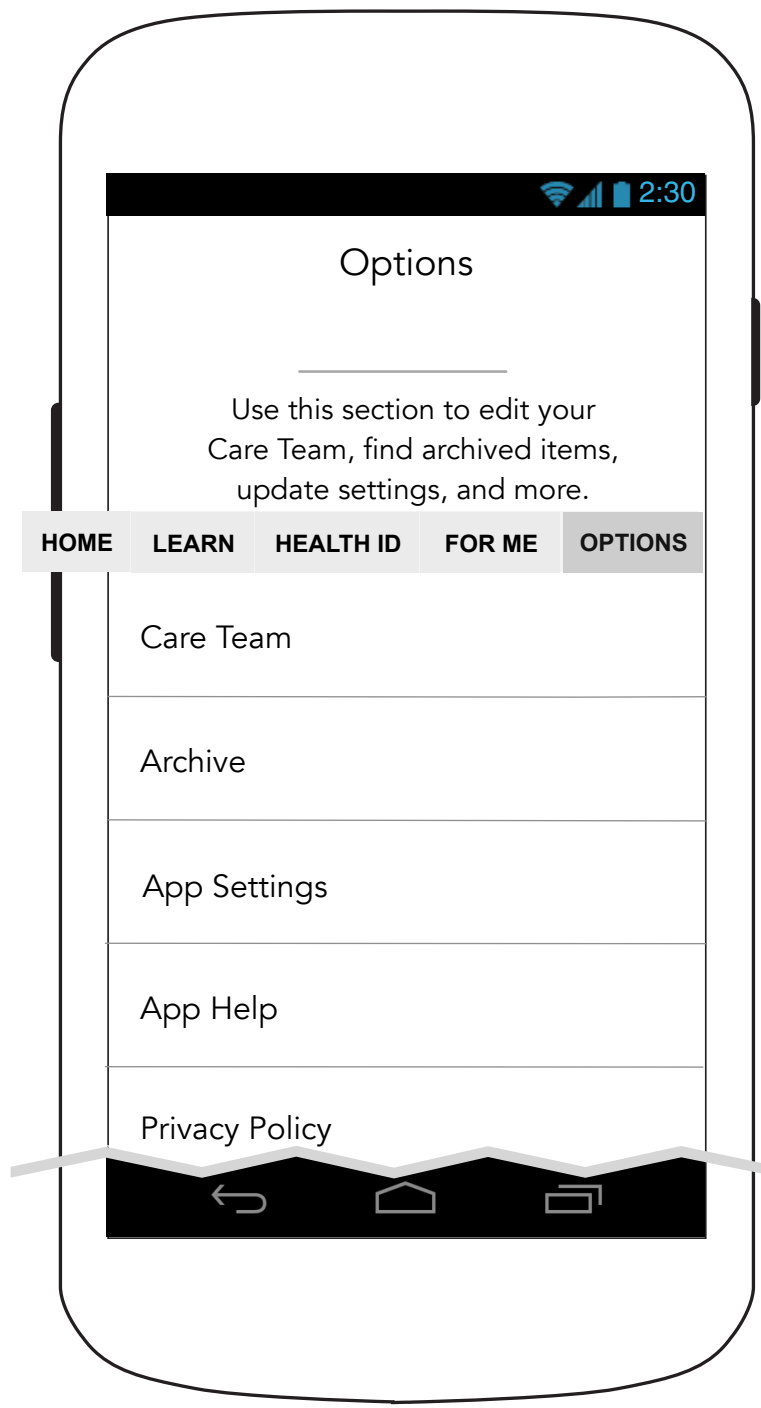 2:30
Options
Use this section to edit your
Care Team, find archived items,
update settings, and more.
HOME LEARN HEALTH ID FOR ME OPTIONS
Care Team
Archive
App Settings
App Help
Privacy Policy